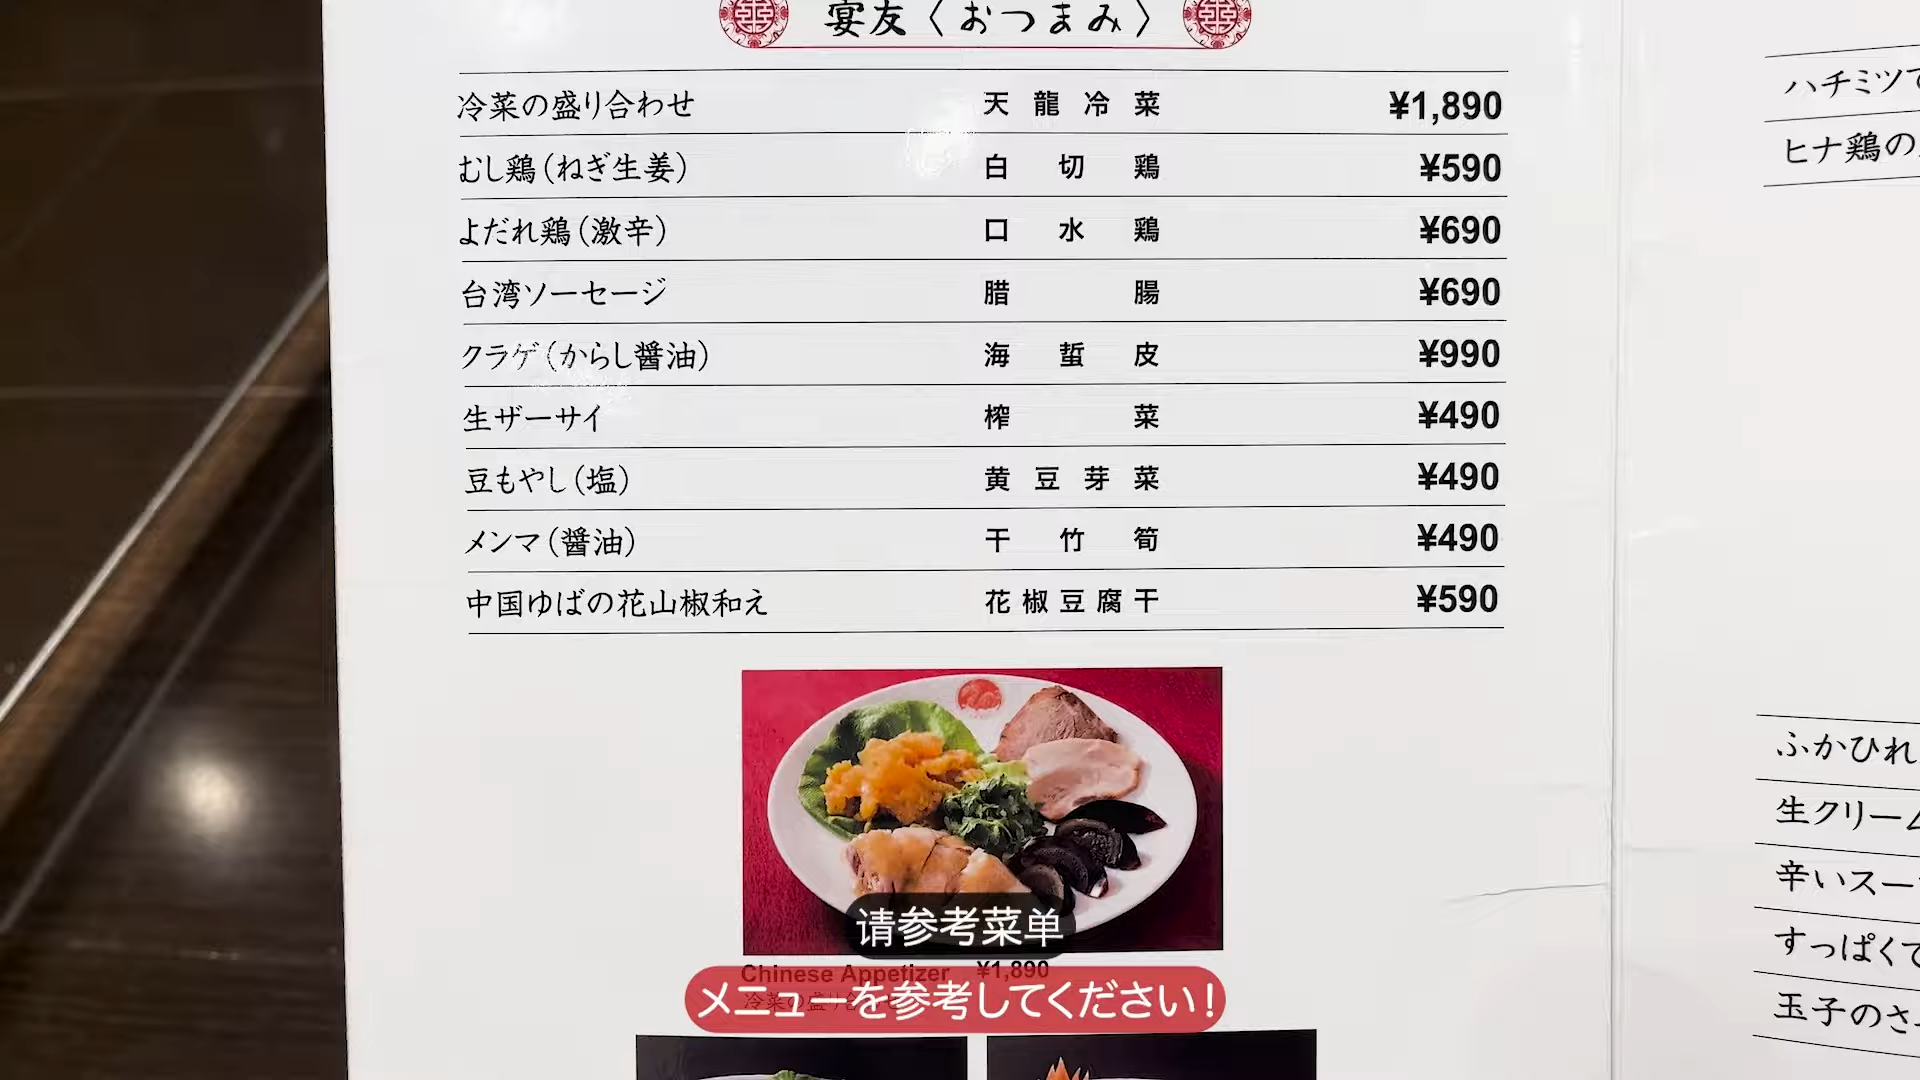 宴友〈おつまみ〉
冷菜の盛り合わせ 天龍冷菜 ¥1,890
むし鶏(ねぎ生姜) 白切鶏 ¥590
よだれ鶏(激辛) 口水鶏 ¥690
台湾ソーセージ 腊腸 ¥690
クラゲ(からし醤油) 海蜇皮 ¥990
生ザーサイ 榨菜 ¥490
豆もやし(塩) 黄豆芽菜 ¥490
メンマ(醤油) 干竹筍 ¥490
中国ゆばの花山椒和え 花椒豆腐干 ¥590
请参考菜单
Chinese Appetizer ¥1,890
メニューを参考してください!
ハチミツ
ヒナ鶏の
ふかひれ
生クリーム
辛いスー
すっぱくて
玉子のさ